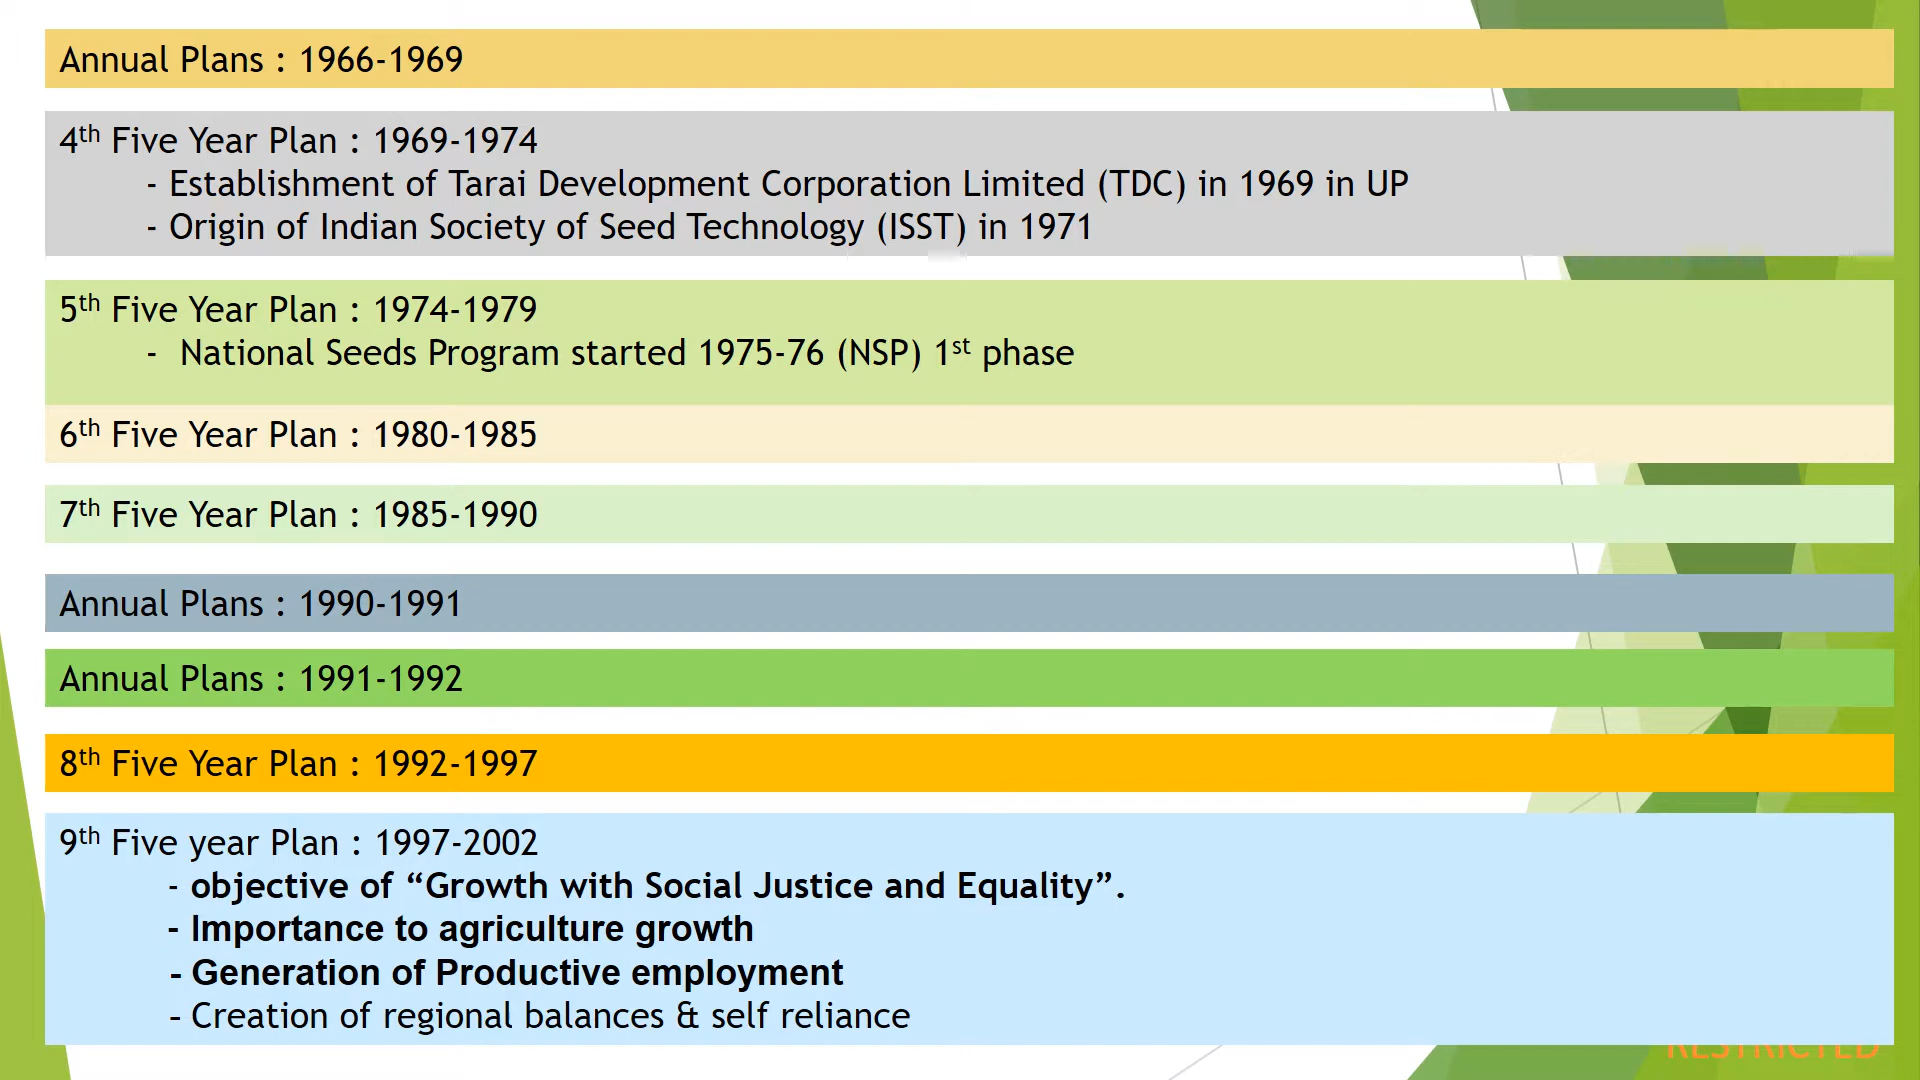 Annual Plans : 1966-1969
4th Five Year Plan : 1969-1974
- Establishment of Tarai Development Corporation Limited (TDC) in 1969 in UP
- Origin of Indian Society of Seed Technology (ISST) in 1971
5th Five Year Plan : 1974-1979
- National Seeds Program started 1975-76 (NSP) 1st phase
6th Five Year Plan : 1980-1985
7th Five Year Plan : 1985-1990
Annual Plans : 1990-1991
Annual Plans : 1991-1992
8th Five Year Plan : 1992-1997
9th Five year Plan : 1997-2002
- objective of “Growth with Social Justice and Equality”.
- Importance to agriculture growth
- Generation of Productive employment
- Creation of regional balances & self reliance
RESTRICTED